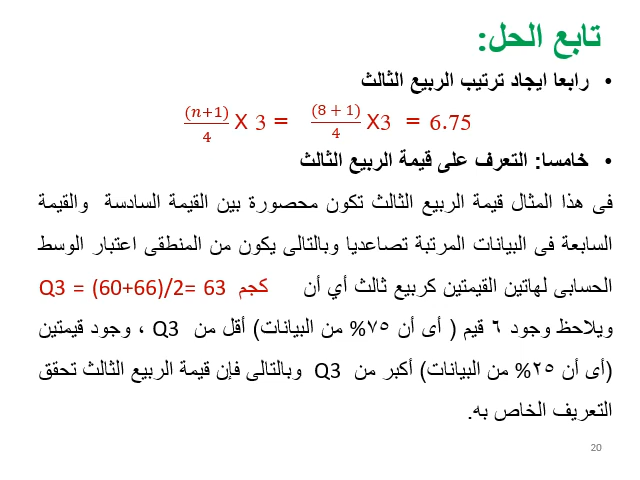 تابع الحل:
• رابعا ايجاد ترتيب الربيع الثالث
(n+1)/4 X 3 = (8 + 1)/4 X3 = 6.75
• خامسا: التعرف على قيمة الربيع الثالث
فى هذا المثال قيمة الربيع الثالث تكون محصورة بين القيمة السادسة والقيمة
السابعة فى البيانات المرتبة تصاعديا وبالتالى يكون من المنطقى اعتبار الوسط
الحسابى لهاتين القيمتين كربيع ثالث أي أن Q3 = (60+66)/2= 63 كجم
ويلاحظ وجود ٦ قيم ( أى أن ٧٥% من البيانات) أقل من Q3 ، وجود قيمتين
(أى أن ٢٥% من البيانات) أكبر من Q3 وبالتالى فإن قيمة الربيع الثالث تحقق
التعريف الخاص به.
20